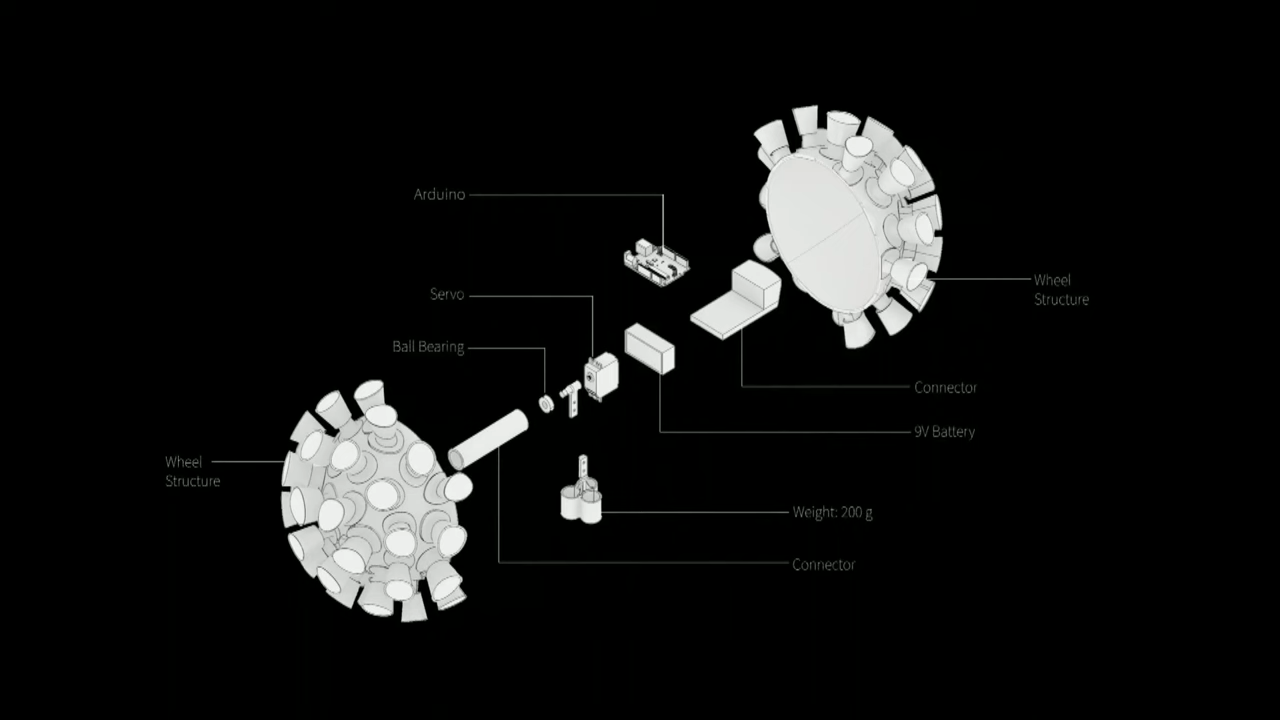 Arduino
Wheel
Structure
Servo
Ball Bearing
Connector
9V Battery
Wheel
Structure
Weight: 200 g
Connector